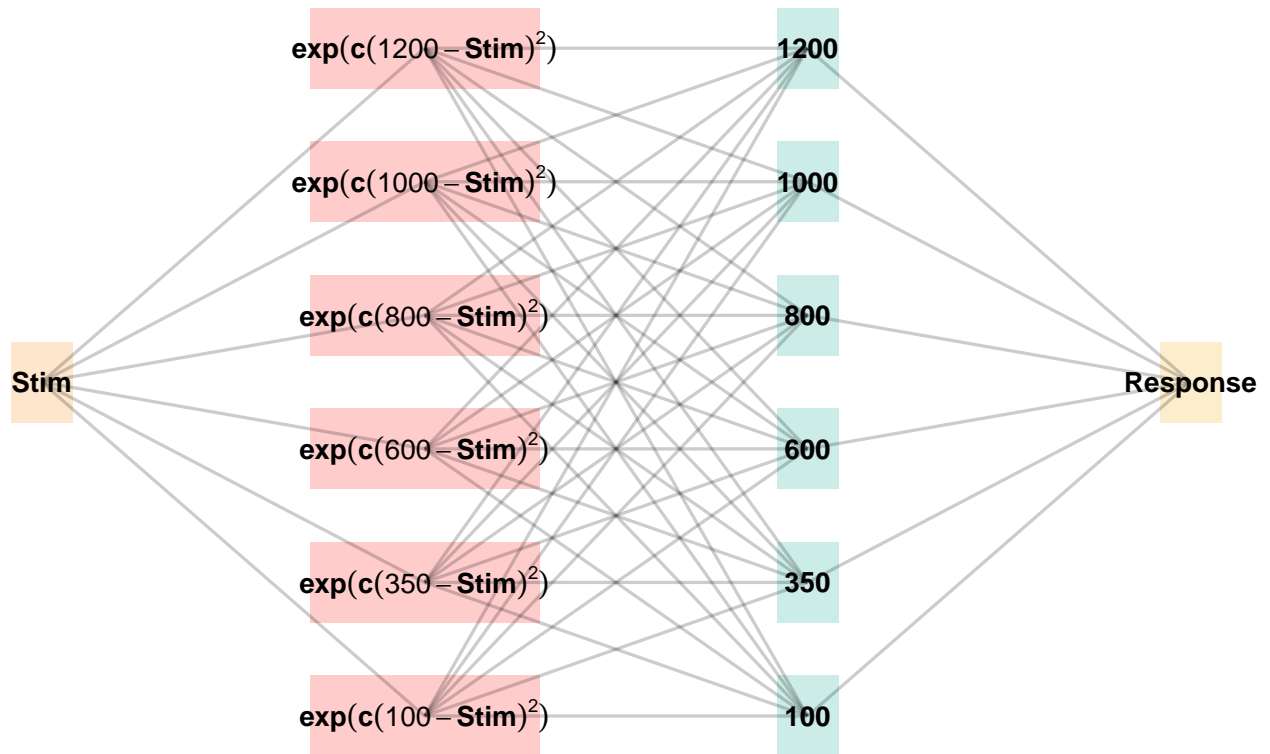 exp(c(1200 – Stim)²)
1200
exp(c(1000 – Stim)²)
1000
exp(c(800 – Stim)²)
800
Stim
Response
exp(c(600 – Stim)²)
600
exp(c(350 – Stim)²)
350
exp(c(100 – Stim)²)
100